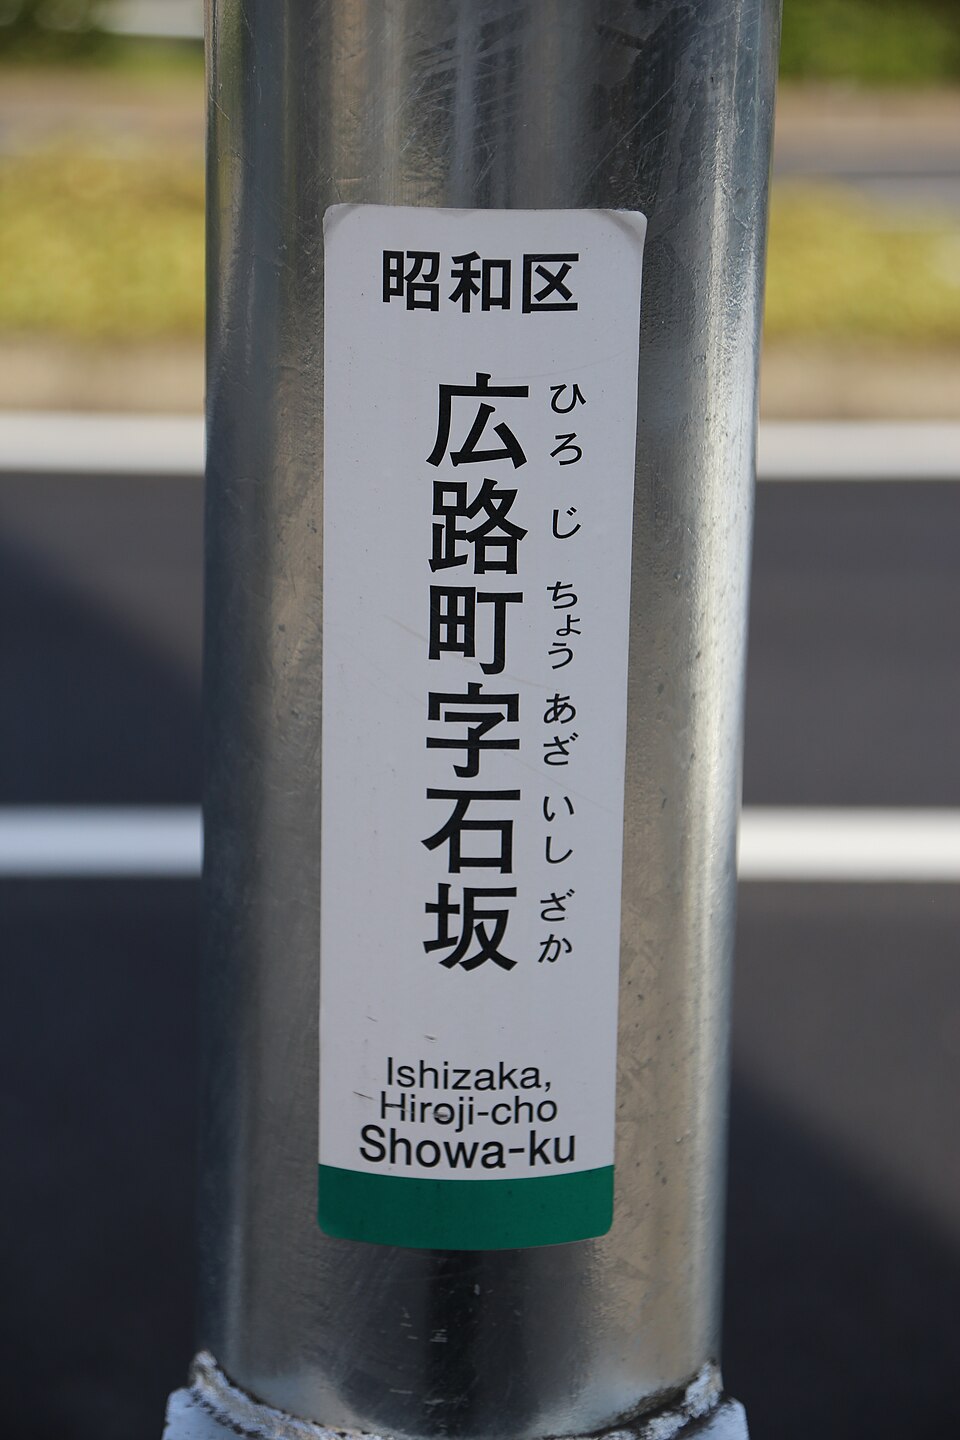 昭和区
広路町字石坂
ひろじちょうあざいしざか
Ishizaka,
Hiroji-cho
Showa-ku